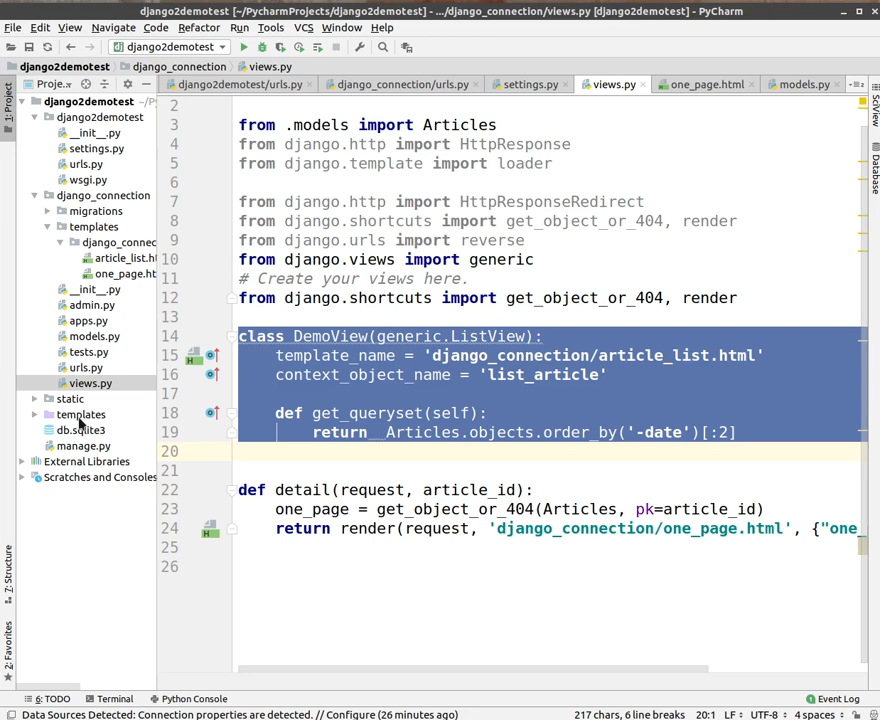 django2demotest [~/PycharmProjects/django2demotest] - .../django_connection/views.py [django2demotest] - PyCharm
File Edit View Navigate Code Refactor Run Tools VCS Window Help
django2demotest
django2demotest django_connection views.py
Proje.. django2demotest/urls.py django_connection/urls.py settings.py views.py one_page.html models.py
1: Project
7: Structure
2: Favorites
SciView
Database
django2demotest ~/P
django2demotest
__init__.py
settings.py
urls.py
wsgi.py
django_connection
migrations
templates
django_connec
article_list.ht
one_page.ht
__init__.py
admin.py
apps.py
models.py
tests.py
urls.py
views.py
static
templates
db.sqlite3
manage.py
External Libraries
Scratches and Consoles
2
3 from .models import Articles
4 from django.http import HttpResponse
5 from django.template import loader
6
7 from django.http import HttpResponseRedirect
8 from django.shortcuts import get_object_or_404, render
9 from django.urls import reverse
10 from django.views import generic
11 # Create your views here.
12 from django.shortcuts import get_object_or_404, render
13
14 class DemoView(generic.ListView):
15 template_name = 'django_connection/article_list.html'
16 context_object_name = 'list_article'
17
18 def get_queryset(self):
19 return  Articles.objects.order_by('-date')[:2]
20
21
22 def detail(request, article_id):
23 one_page = get_object_or_404(Articles, pk=article_id)
24 return render(request, 'django_connection/one_page.html', {"one_
25
26
6: TODO Terminal Python Console Event Log
Data Sources Detected: Connection properties are detected. // Configure (26 minutes ago) 217 chars, 6 line breaks 20:1 LF UTF-8 4 spaces